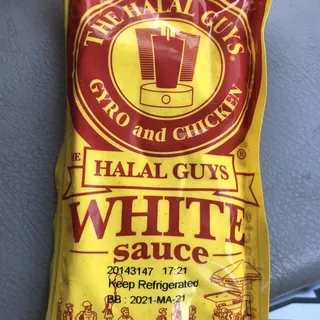 THE HALAL GUYS®
GYRO and CHICKEN
HE
HALAL GUYS®
WHITE®
sauce
20143147 17:21
Keep Refrigerated
BB : 2021-MA-21